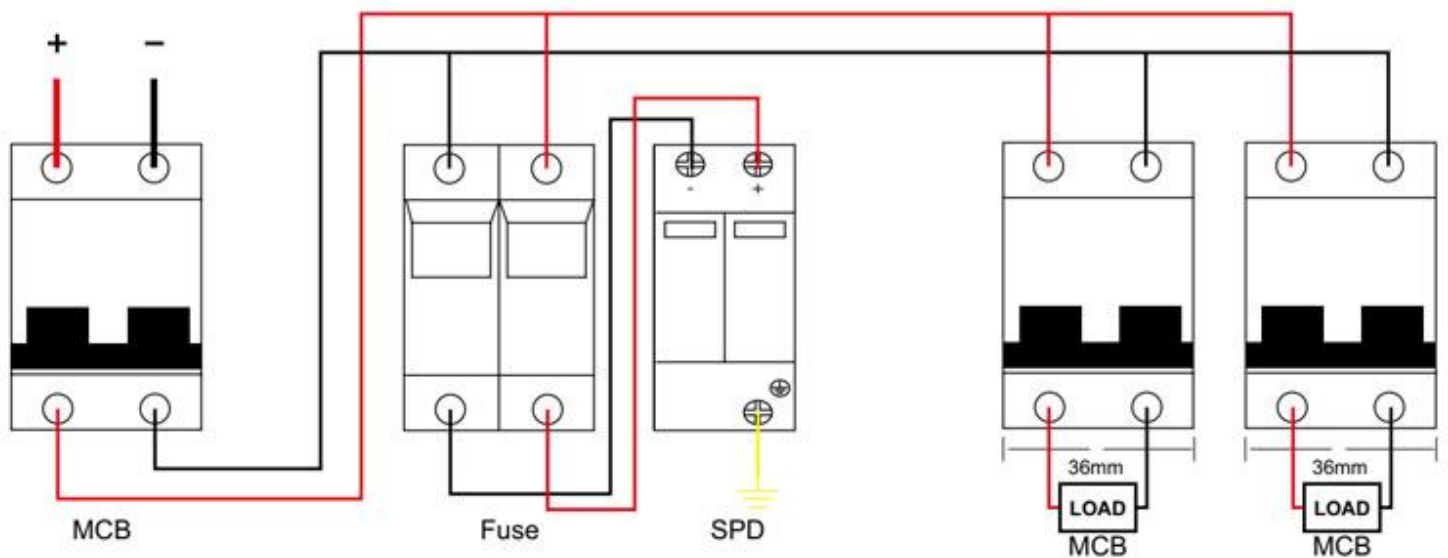 + −
- +
36mm 36mm
LOAD LOAD
MCB Fuse SPD MCB MCB